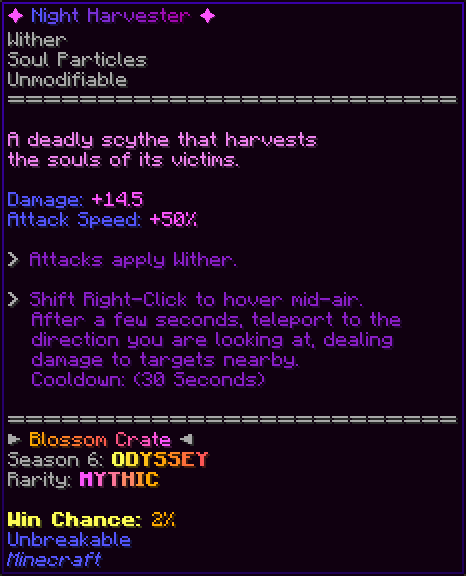 ✦ Night Harvester ✦
Wither
Soul Particles
Unmodifiable
================================
A deadly scythe that harvests
the souls of its victims.
Damage: +14.5
Attack Speed: +50%
> Attacks apply Wither.
> Shift Right-Click to hover mid-air.
After a few seconds, teleport to the
direction you are looking at, dealing
damage to targets nearby.
Cooldown: (30 Seconds)
================================
► Blossom Crate ◄
Season 6: ODYSSEY
Rarity: MYTHIC
Win Chance: 2%
Unbreakable
Minecraft